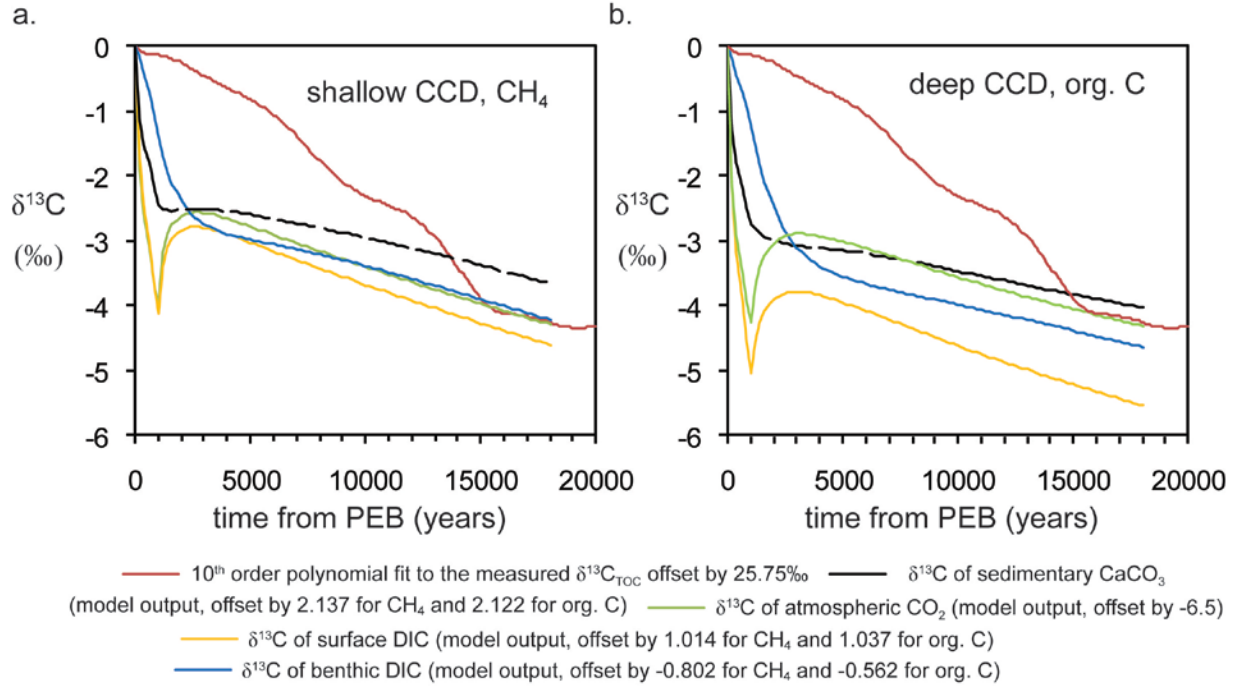 a.
b.
0
-1
-2
-3
-4
-5
-6
δ¹³C
(‰)
shallow CCD, CH₄
0
5000
10000
15000
20000
time from PEB (years)
0
-1
-2
-3
-4
-5
-6
δ¹³C
(‰)
deep CCD, org. C
0
5000
10000
15000
20000
time from PEB (years)
10ᵗʰ order polynomial fit to the measured δ¹³C_TOC offset by 25.75‰ δ¹³C of sedimentary CaCO₃
(model output, offset by 2.137 for CH₄ and 2.122 for org. C) δ¹³C of atmospheric CO₂ (model output, offset by -6.5)
δ¹³C of surface DIC (model output, offset by 1.014 for CH₄ and 1.037 for org. C)
δ¹³C of benthic DIC (model output, offset by -0.802 for CH₄ and -0.562 for org. C)